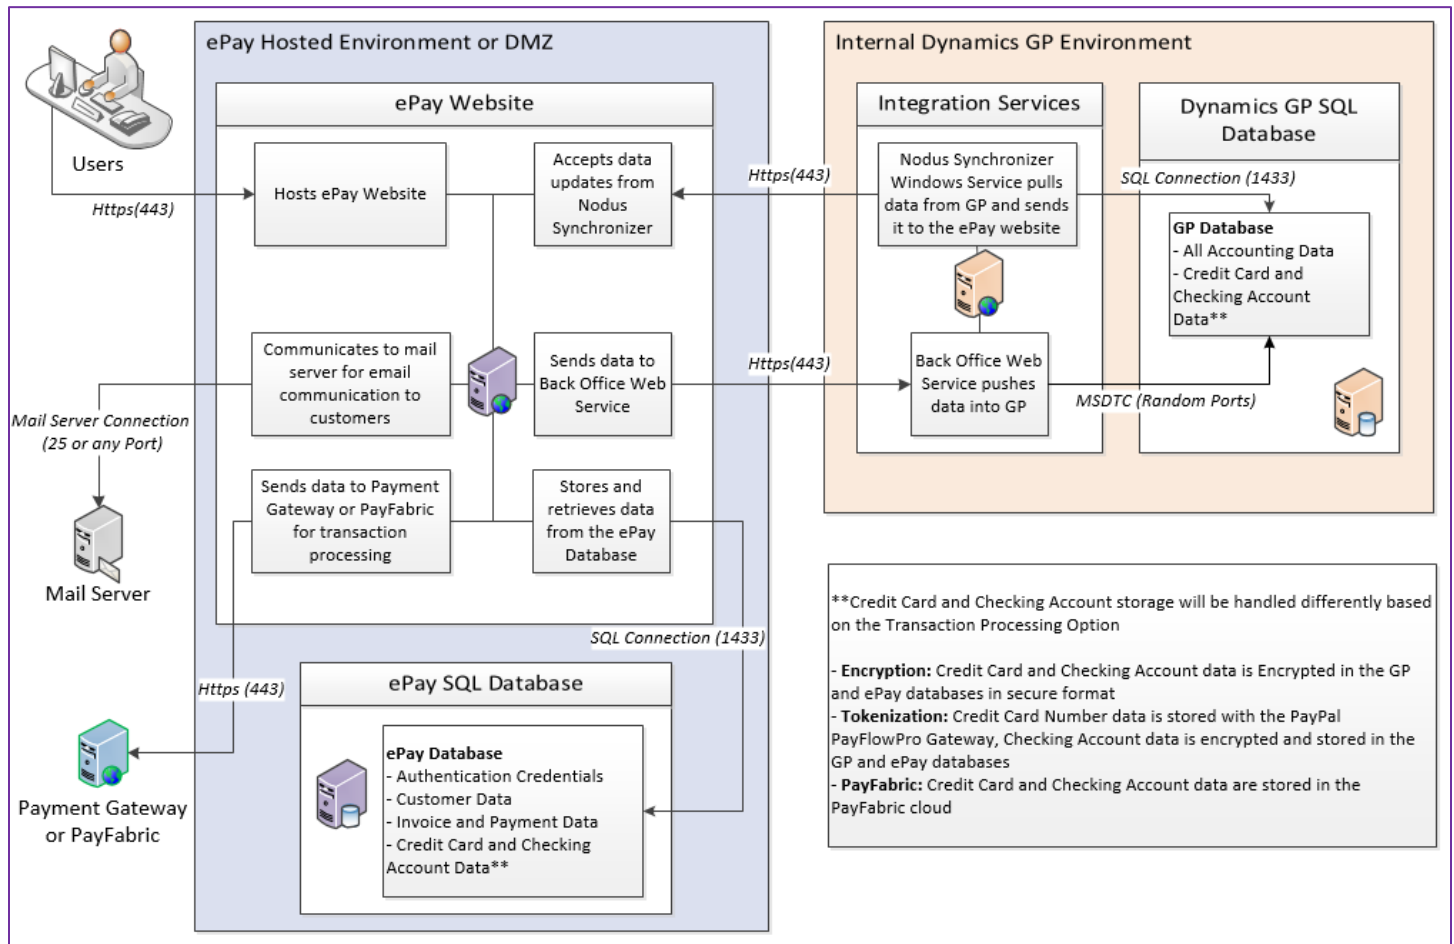 ePay Hosted Environment or DMZ
Internal Dynamics GP Environment
Users
Https(443)
ePay Website
Hosts ePay Website
Accepts data
updates from
Nodus
Synchronizer
Communicates to mail
server for email
communication to
customers
Sends data to
Back Office Web
Service
Sends data to Payment
Gateway or PayFabric
for transaction
processing
Stores and
retrieves data
from the ePay
Database
Mail Server Connection
(25 or any Port)
Mail Server
Https (443)
Payment Gateway
or PayFabric
SQL Connection (1433)
ePay SQL Database
ePay Database
- Authentication Credentials
- Customer Data
- Invoice and Payment Data
- Credit Card and Checking
Account Data**
Https(443)
Https(443)
Integration Services
Nodus Synchronizer
Windows Service pulls
data from GP and sends
it to the ePay website
Back Office Web
Service pushes
data into GP
SQL Connection (1433)
MSDTC (Random Ports)
Dynamics GP SQL
Database
GP Database
- All Accounting Data
- Credit Card and
Checking Account
Data**
**Credit Card and Checking Account storage will be handled differently based
on the Transaction Processing Option
- Encryption: Credit Card and Checking Account data is Encrypted in the GP
and ePay databases in secure format
- Tokenization: Credit Card Number data is stored with the PayPal
PayFlowPro Gateway, Checking Account data is encrypted and stored in the
GP and ePay databases
- PayFabric: Credit Card and Checking Account data are stored in the
PayFabric cloud